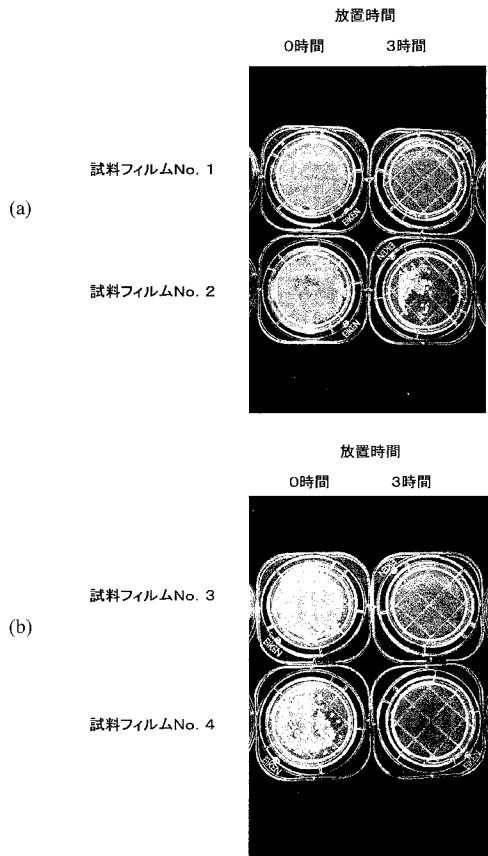 放置時間
0時間 3時間
試料フィルムNo. 1
(a)
試料フィルムNo. 2
EIKEN
放置時間
0時間 3時間
試料フィルムNo. 3
(b)
試料フィルムNo. 4